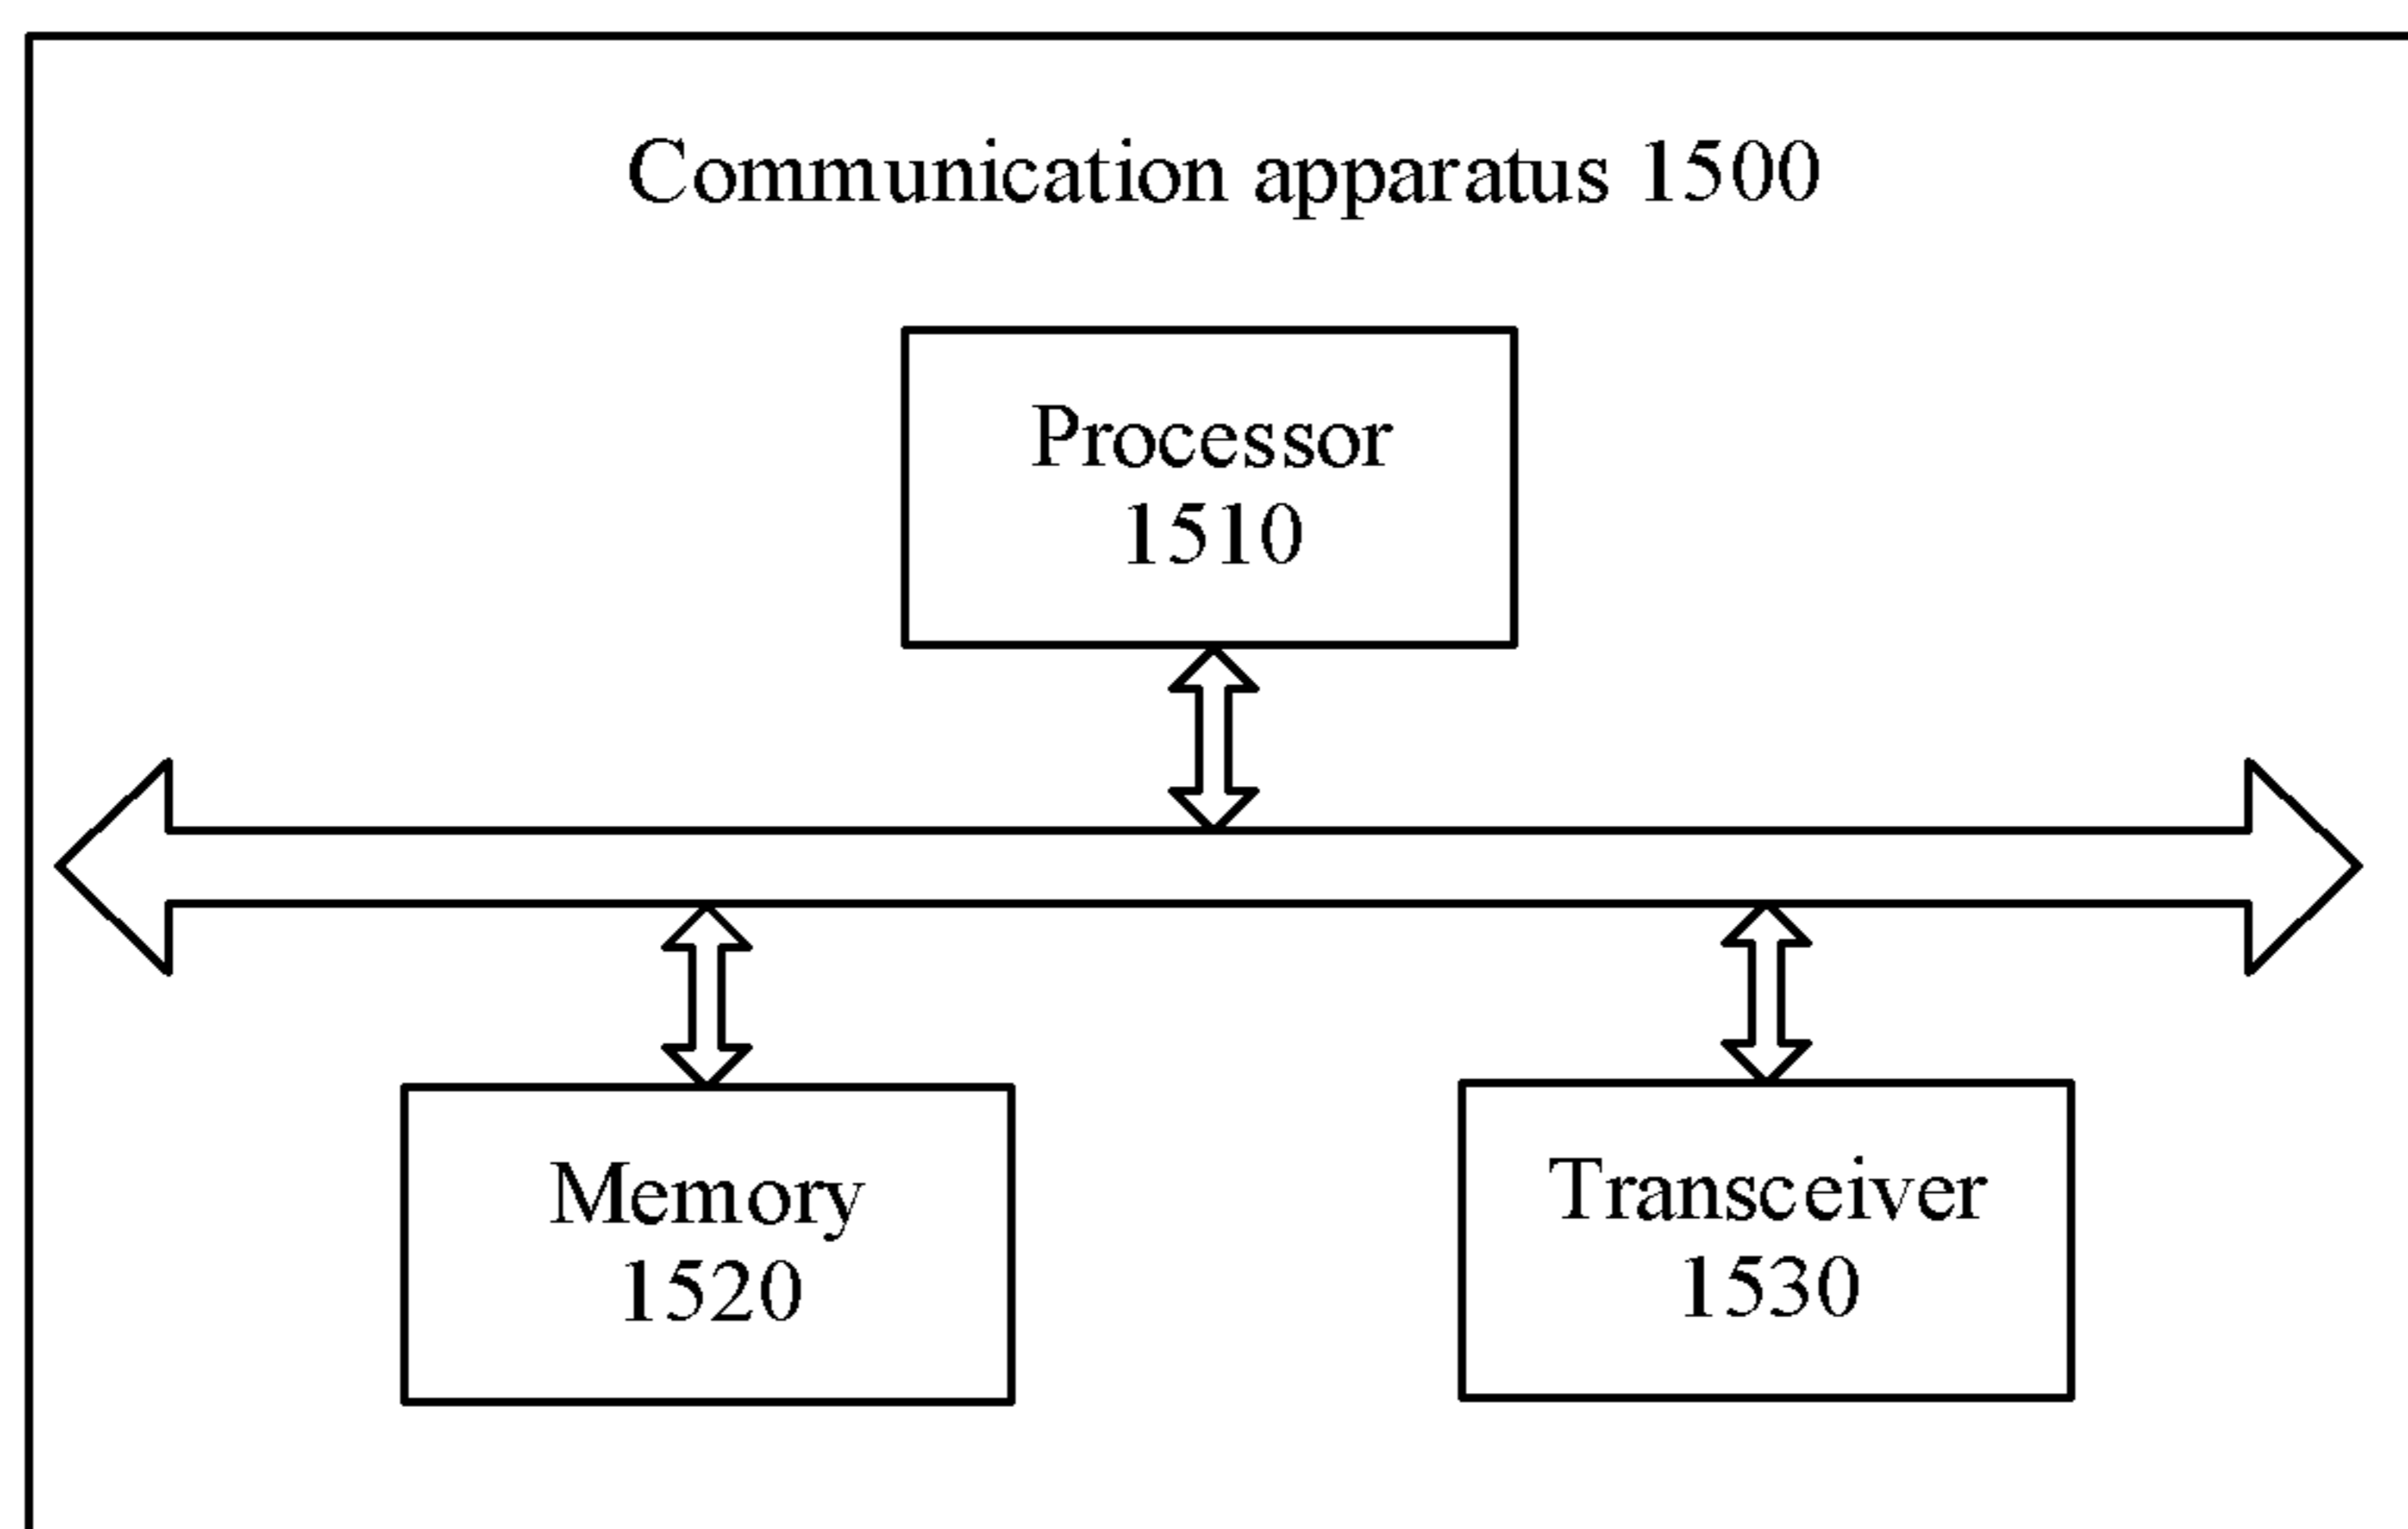 Communication apparatus 1500
Processor
1510
Memory
1520
Transceiver
1530